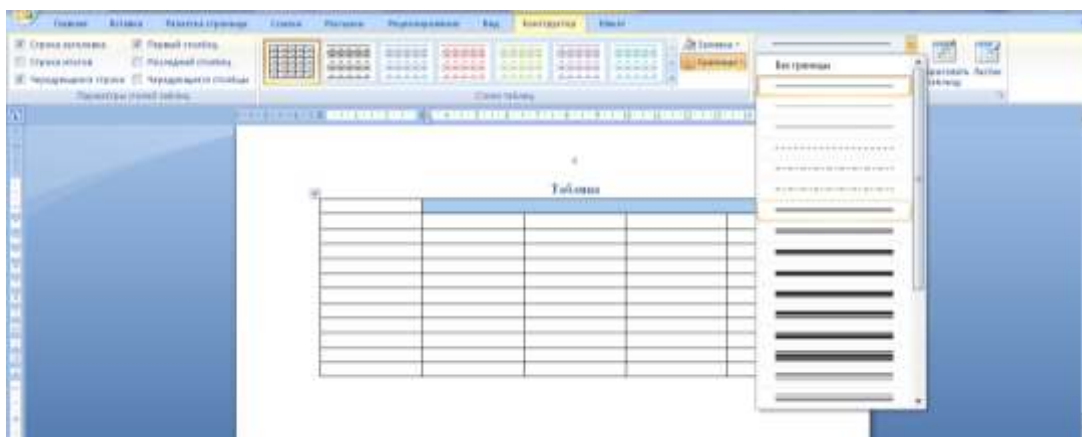 Главная Вставка Разметка страницы Ссылки Рассылки Рецензирование Вид Конструктор Макет
Строка заголовка Первый столбец
Строка итогов Последний столбец
Чередующиеся строки Чередующиеся столбцы
Параметры стилей таблиц
Стили таблиц
Заливка
Границы
Без границы
Таблица